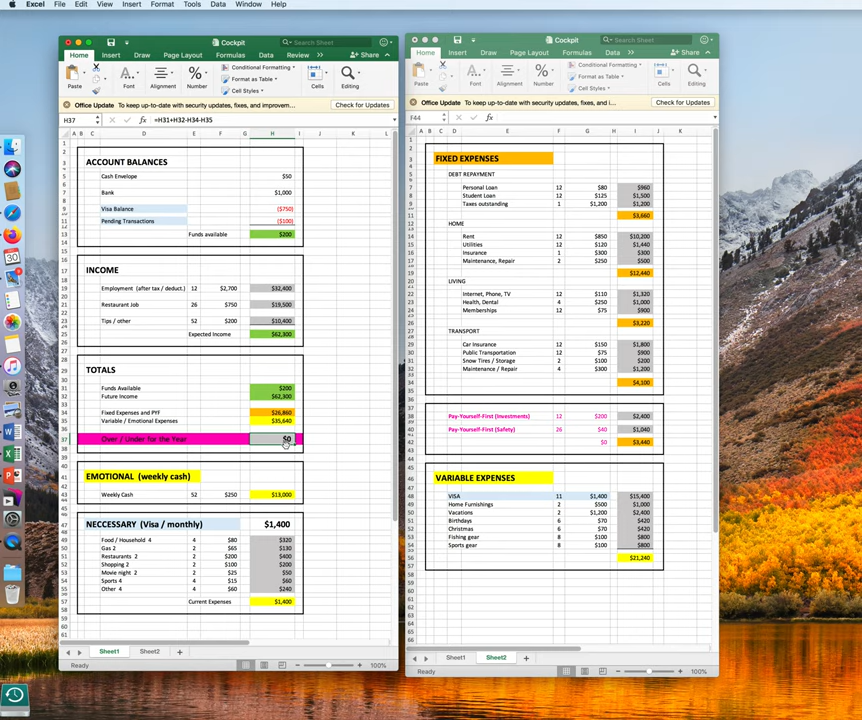 Excel File Edit View Insert Format Tools Data Window Help
Cockpit
Search Sheet
Home Insert Draw Page Layout Formulas Data Review >> Share
Paste Font Alignment Number Conditional Formatting Format as Table Cell Styles Cells Editing
Office Update To keep up-to-date with security updates, fixes, and improvem... Check for Updates
H37 fx =H31+H32-H34-H35
A B C D E F G H I J K L
ACCOUNT BALANCES
Cash Envelope $50
Bank $1,000
Visa Balance ($750)
Pending Transactions ($100)
Funds available $200
INCOME
Employment (after tax / deduct.) 12 $2,700 $32,400
Restaurant Job 26 $750 $19,500
Tips / other 52 $200 $10,400
Expected Income $62,300
TOTALS
Funds Available $200
Future Income $62,300
Fixed Expenses and PYF $26,860
Variable / Emotional Expenses $35,640
Over / Under for the Year $0
EMOTIONAL (weekly cash)
Weekly Cash 52 $250 $13,000
NECCESSARY (Visa / monthly) $1,400
Food / Household 4 4 $80 $320
Gas 2 2 $65 $130
Restaurants 2 2 $200 $400
Shopping 2 2 $100 $200
Movie night 2 2 $25 $50
Sports 4 4 $15 $60
Other 4 4 $60 $240
Current Expenses $1,400
Sheet1 Sheet2 +
Ready 100%
Cockpit
Search Sheet
Home Insert Draw Page Layout Formulas Data >> Share
Paste Font Alignment Number Conditional Formatting Format as Table Cell Styles Cells Editing
Office Update To keep up-to-date with security updates, fixes, and i... Check for Updates
F44 fx
A B C D E F G H I J K
FIXED EXPENSES
DEBT REPAYMENT
Personal Loan 12 $80 $960
Student Loan 12 $125 $1,500
Taxes outstanding 1 $1,200 $1,200
$3,660
HOME
Rent 12 $850 $10,200
Utilities 12 $120 $1,440
Insurance 1 $300 $300
Maintenance, Repair 2 $250 $500
$12,440
LIVING
Internet, Phone, TV 12 $110 $1,320
Health, Dental 4 $250 $1,000
Memberships 12 $75 $900
$3,220
TRANSPORT
Car Insurance 12 $150 $1,800
Public Transportation 12 $75 $900
Snow Tires / Storage 2 $100 $200
Maintenance / Repair 4 $300 $1,200
$4,100
Pay-Yourself-First (Investments) 12 $200 $2,400
Pay-Yourself-First (Safety) 26 $40 $1,040
$0 $3,440
VARIABLE EXPENSES
VISA 11 $1,400 $15,400
Home Furnishings 2 $500 $1,000
Vacations 2 $1,200 $2,400
Birthdays 6 $70 $420
Christmas 6 $70 $420
Fishing gear 8 $100 $800
Sports gear 8 $100 $800
$21,240
Sheet1 Sheet2 +
Ready 100%